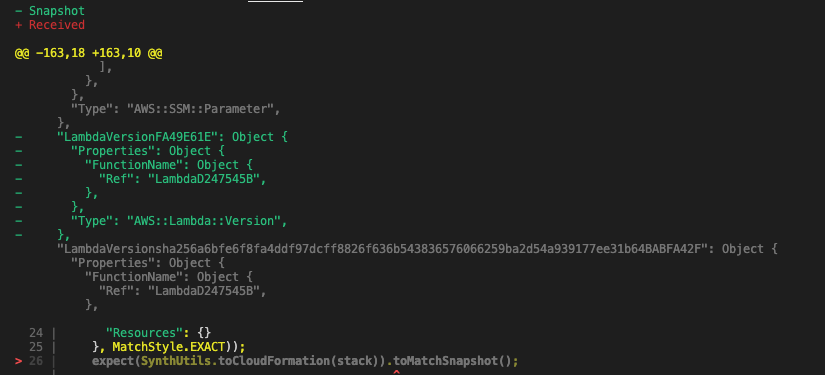 - Snapshot
+ Received
@@ -163,18 +163,10 @@
],
},
},
"Type": "AWS::SSM::Parameter",
},
- "LambdaVersionFA49E61E": Object {
- "Properties": Object {
- "FunctionName": Object {
- "Ref": "LambdaD247545B",
- },
- },
- "Type": "AWS::Lambda::Version",
- },
"LambdaVersionsha256a6bfe6f8fa4ddf97dcff8826f636b543836576066259ba2d54a939177ee31b64BABFA42F": Object {
"Properties": Object {
"FunctionName": Object {
"Ref": "LambdaD247545B",
},
24 | "Resources": {}
25 | }, MatchStyle.EXACT));
> 26 | expect(SynthUtils.toCloudFormation(stack)).toMatchSnapshot();
| ^